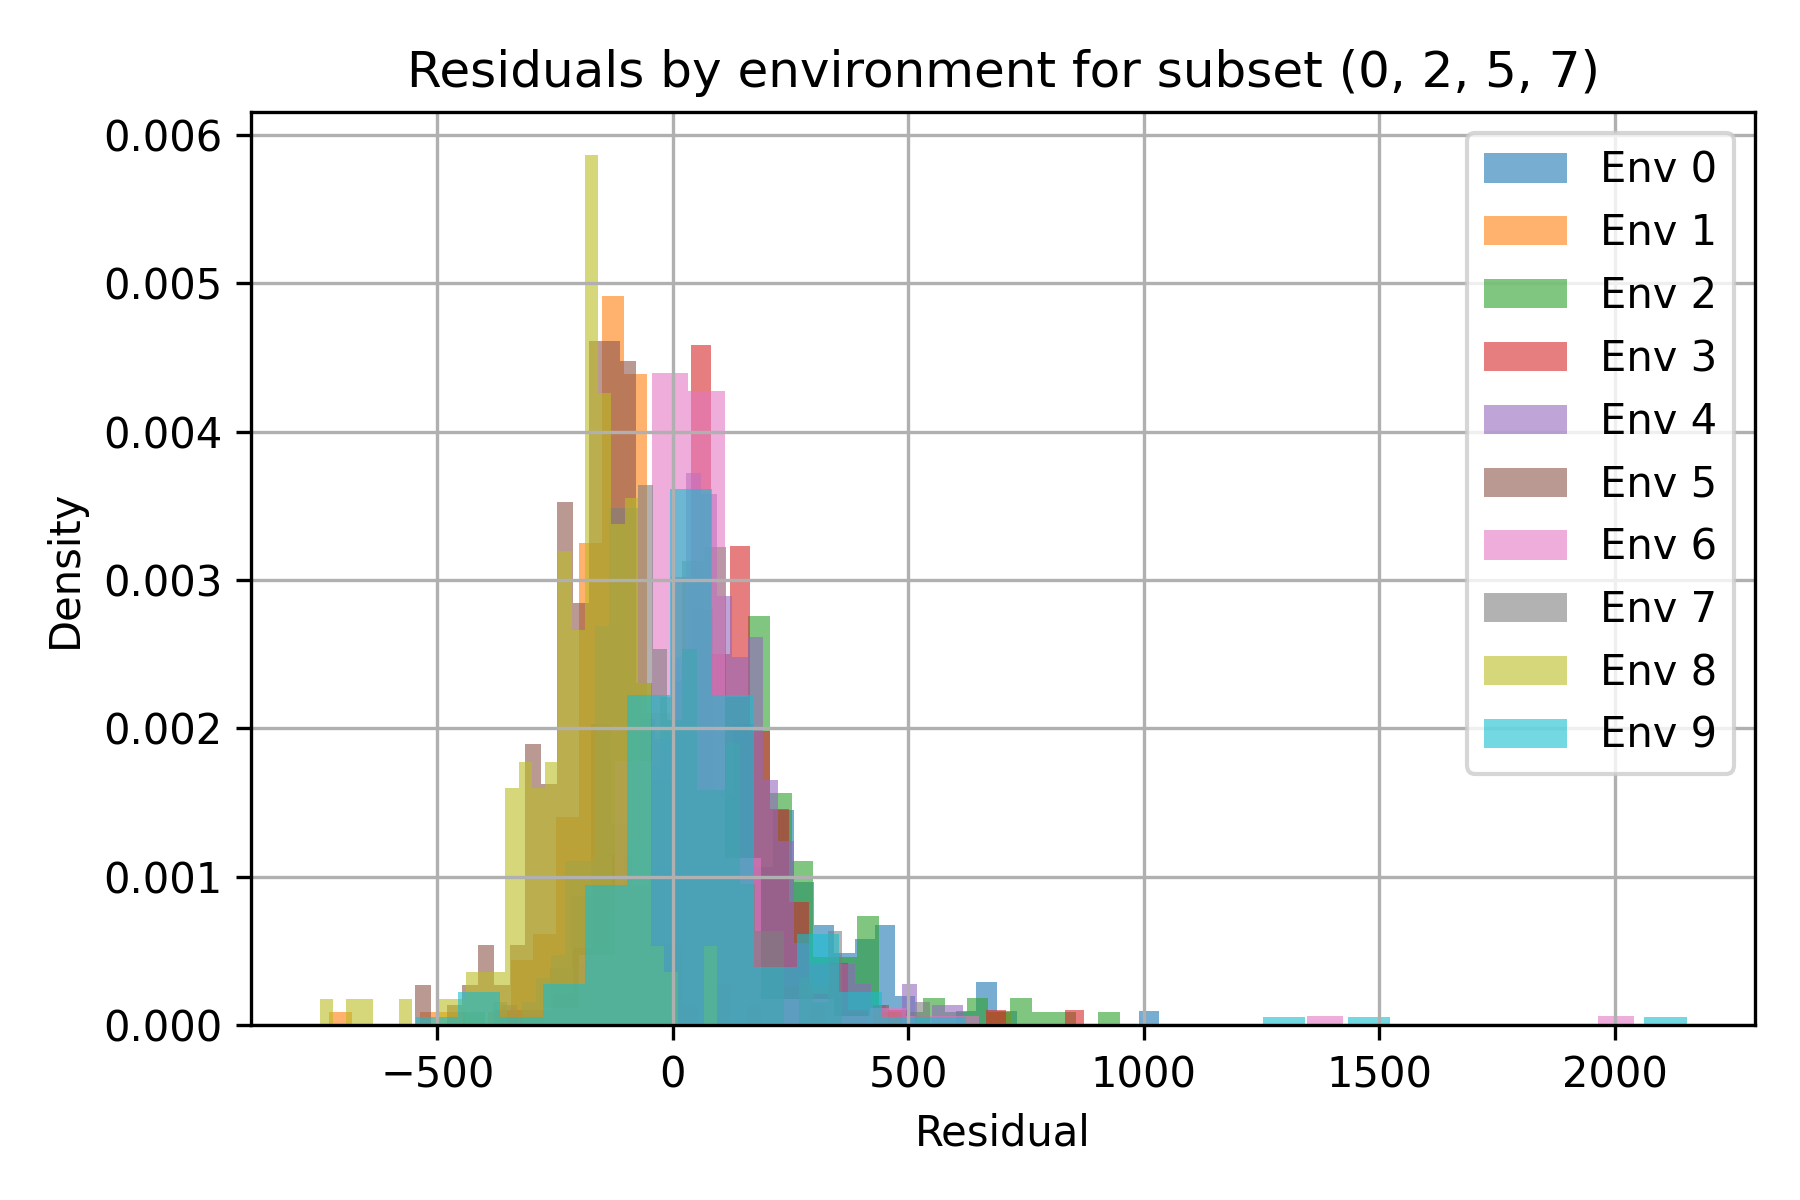 Residuals by environment for subset (0, 2, 5, 7)
0.006
0.005
0.004
0.003
0.002
0.001
0.000
Density
−500
0
500
1000
1500
2000
Residual
Env 0
Env 1
Env 2
Env 3
Env 4
Env 5
Env 6
Env 7
Env 8
Env 9